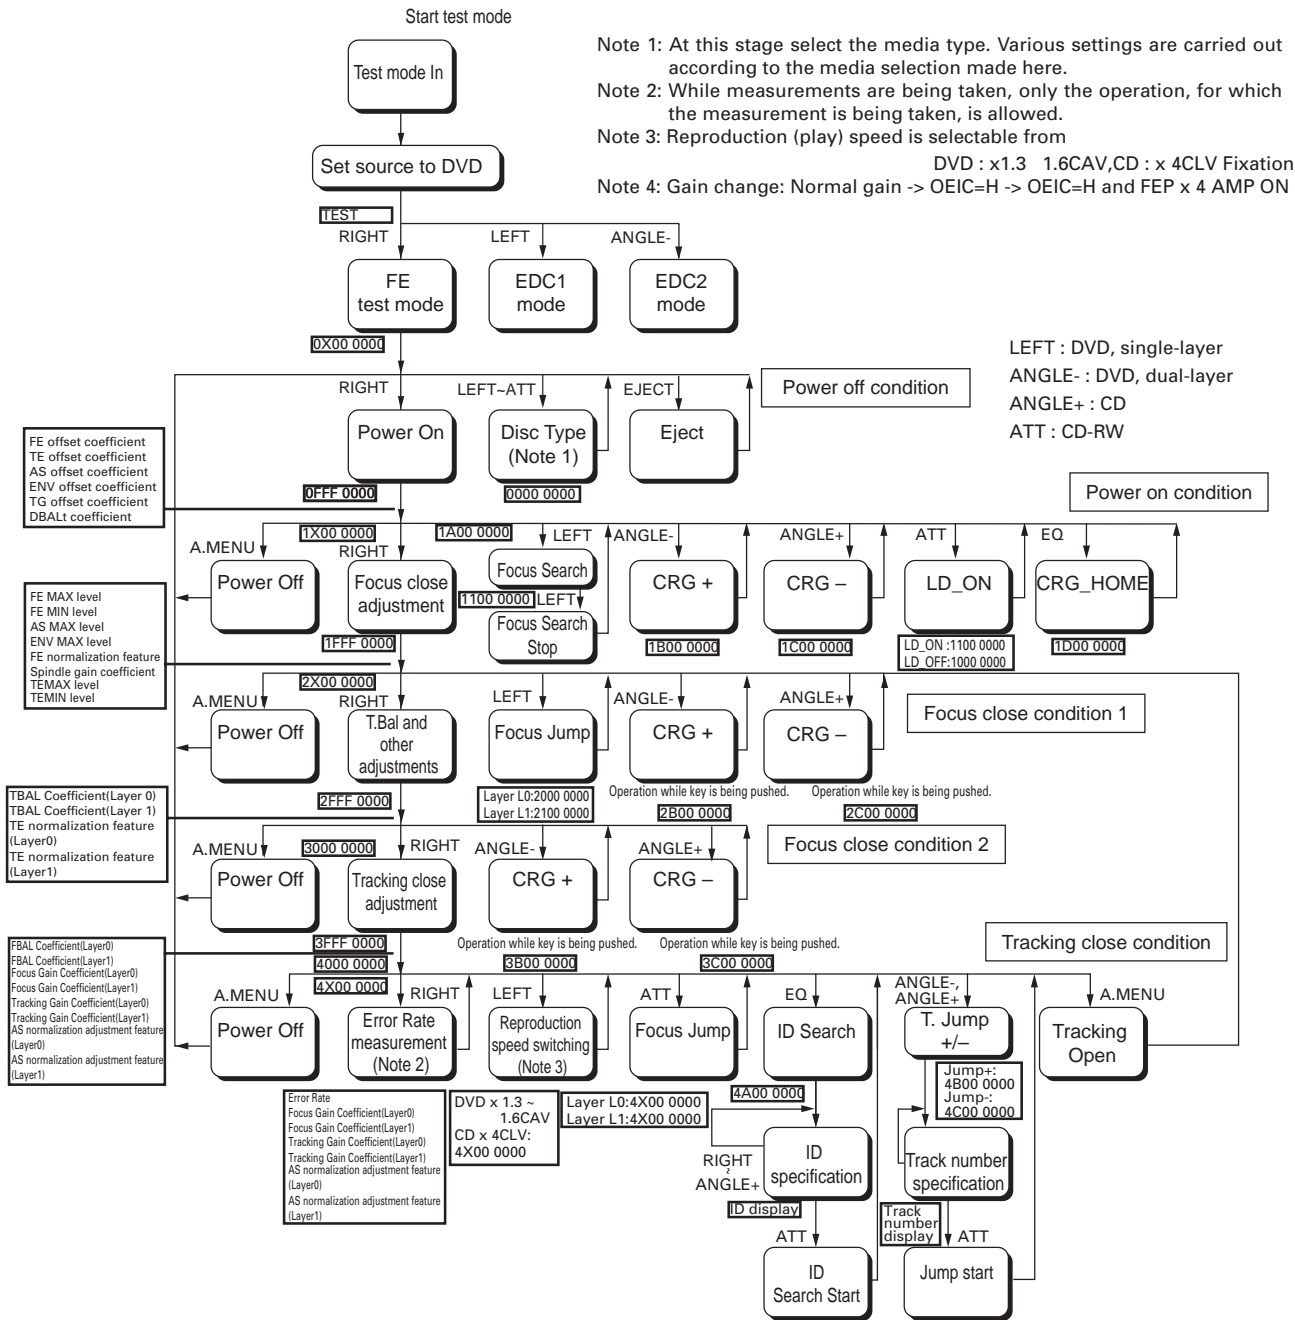 Start test mode
Test mode In
Note 1: At this stage select the media type. Various settings are carried out
according to the media selection made here.
Note 2: While measurements are being taken, only the operation, for which
the measurement is being taken, is allowed.
Note 3: Reproduction (play) speed is selectable from
DVD : x1.3   1.6CAV,CD : x 4CLV Fixation
Note 4: Gain change: Normal gain -> OEIC=H -> OEIC=H and FEP x 4 AMP ON
Set source to DVD
TEST
RIGHT
LEFT
ANGLE-
FE
test mode
EDC1
mode
EDC2
mode
0X00 0000
LEFT : DVD, single-layer
ANGLE- : DVD, dual-layer
ANGLE+ : CD
ATT : CD-RW
RIGHT
LEFT~ATT
EJECT
Power off condition
Power On
Disc Type
(Note 1)
Eject
FE offset coefficient
TE offset coefficient
AS offset coefficient
ENV offset coefficient
TG offset coefficient
DBALt coefficient
0FFF 0000
0000 0000
Power on condition
1X00 0000
1A00 0000
A.MENU
RIGHT
LEFT
ANGLE-
ANGLE+
ATT
EQ
Power Off
Focus close
adjustment
Focus Search
1100 0000
LEFT
Focus Search
Stop
CRG +
CRG –
LD_ON
CRG_HOME
1FFF 0000
1B00 0000
1C00 0000
LD_ON :1100 0000
LD_OFF:1000 0000
1D00 0000
FE MAX level
FE MIN level
AS MAX level
ENV MAX level
FE normalization feature
Spindle gain coefficient
TEMAX level
TEMIN level
2X00 0000
A.MENU
RIGHT
LEFT
ANGLE-
ANGLE+
Focus close condition 1
Power Off
T.Bal and
other
adjustments
Focus Jump
CRG +
CRG –
2FFF 0000
Layer L0:2000 0000
Layer L1:2100 0000
Operation while key is being pushed.
2B00 0000
Operation while key is being pushed.
2C00 0000
TBAL Coefficient(Layer 0)
TBAL Coefficient(Layer 1)
TE normalization feature
(Layer0)
TE normalization feature
(Layer1)
3000 0000
A.MENU
RIGHT
ANGLE-
ANGLE+
Focus close condition 2
Power Off
Tracking close
adjustment
CRG +
CRG –
3FFF 0000
4000 0000
4X00 0000
Operation while key is being pushed.
3B00 0000
Operation while key is being pushed.
3C00 0000
Tracking close condition
FBAL Coefficient(Layer0)
FBAL Coefficient(Layer1)
Focus Gain Coefficient(Layer0)
Focus Gain Coefficient(Layer1)
Tracking Gain Coefficient(Layer0)
Tracking Gain Coefficient(Layer1)
AS normalization adjustment feature
(Layer0)
AS normalization adjustment feature
(Layer1)
A.MENU
RIGHT
LEFT
ATT
EQ
ANGLE-,
ANGLE+
A.MENU
Power Off
Error Rate
measurement
(Note 2)
Reproduction
speed switching
(Note 3)
Focus Jump
ID Search
T. Jump
+/–
Tracking
Open
Error Rate
Focus Gain Coefficient(Layer0)
Focus Gain Coefficient(Layer1)
Tracking Gain Coefficient(Layer0)
Tracking Gain Coefficient(Layer1)
AS normalization adjustment feature
(Layer0)
AS normalization adjustment feature
(Layer1)
DVD x 1.3 ~
1.6CAV
CD x 4CLV:
4X00 0000
Layer L0:4X00 0000
Layer L1:4X00 0000
4A00 0000
Jump+:
4B00 0000
Jump-:
4C00 0000
RIGHT
~
ANGLE+
ID
specification
Track number
specification
ID display
Track
number
display
ATT
ATT
ID
Search Start
Jump start